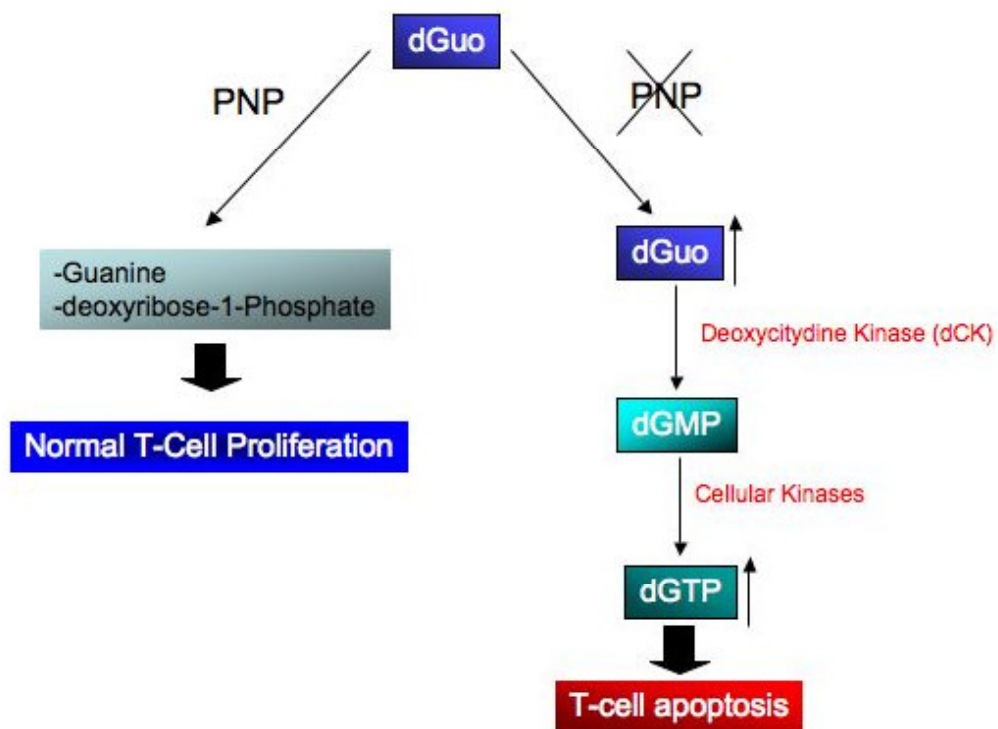 dGuo
PNP
PNP
-Guanine
-deoxyribose-1-Phosphate
Normal T-Cell Proliferation
dGuo
Deoxycitydine Kinase (dCK)
dGMP
Cellular Kinases
dGTP
T-cell apoptosis